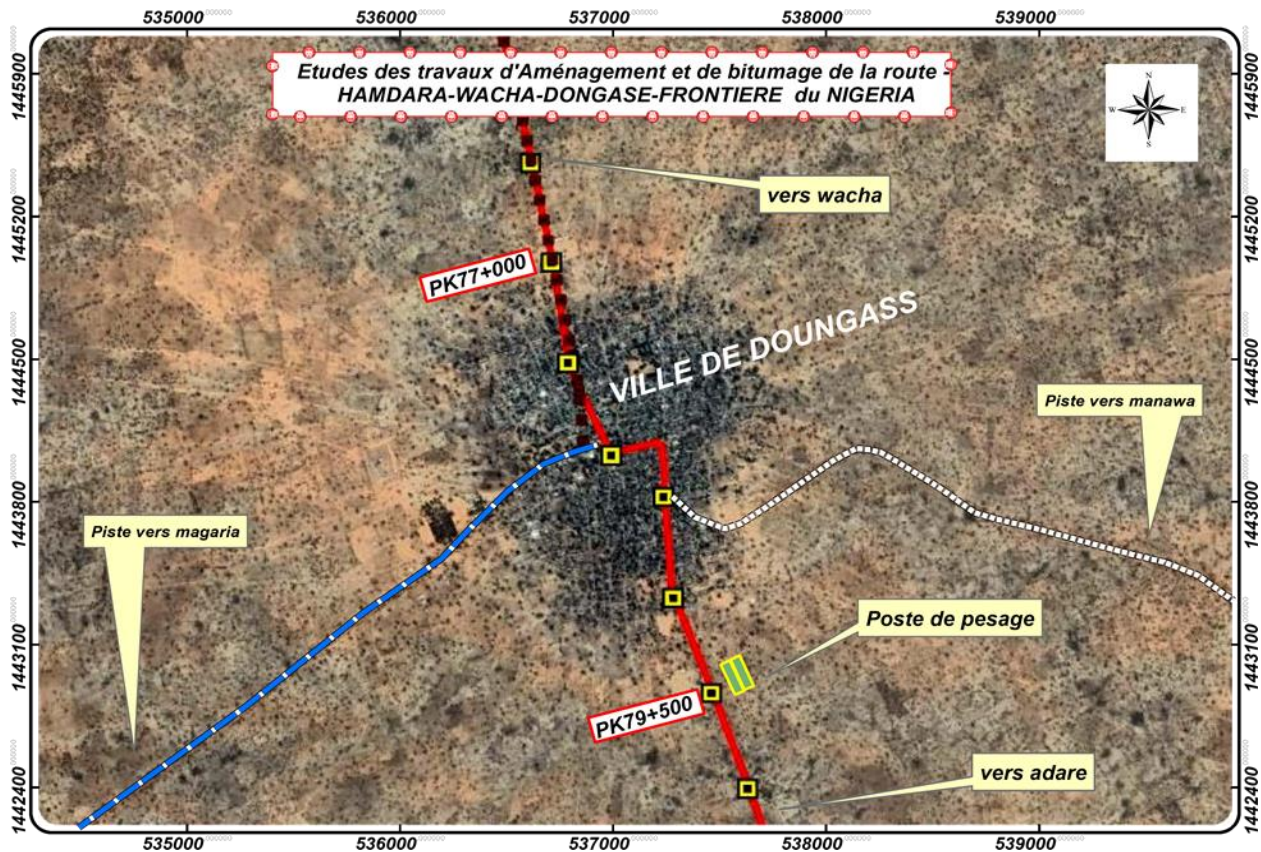 535000 536000 537000 538000 539000
Etudes des travaux d'Aménagement et de bitumage de la route -
HAMDARA-WACHA-DONGASE-FRONTIERE du NIGERIA
N
W E
S
1445900 1445900
vers wacha
1445200 1445200
PK77+000
VILLE DE DOUNGASS
1444500 1444500
Piste vers manawa
1443800 1443800
Piste vers magaria
Poste de pesage
1443100 1443100
PK79+500
vers adare
1442400 1442400
535000 536000 537000 538000 539000